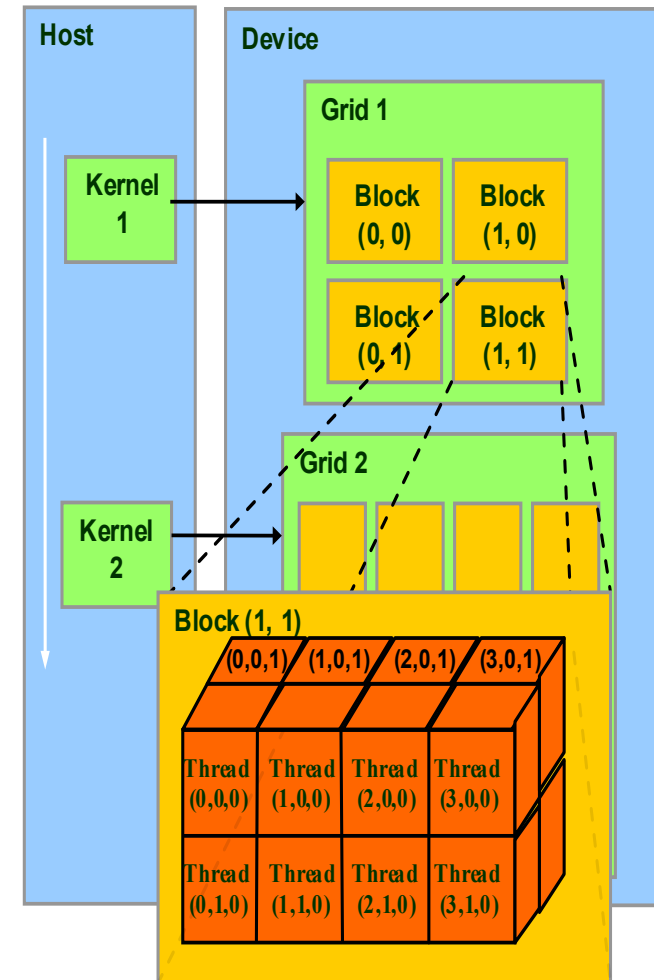 Host
Device
Grid 1
Kernel
1
Block
(0, 0)
Block
(1, 0)
Block
(0, 1)
Block
(1, 1)
Grid 2
Kernel
2
Block (1, 1)
(0,0,1) (1,0,1) (2,0,1) (3,0,1)
Thread
(0,0,0)
Thread
(1,0,0)
Thread
(2,0,0)
Thread
(3,0,0)
Thread
(0,1,0)
Thread
(1,1,0)
Thread
(2,1,0)
Thread
(3,1,0)